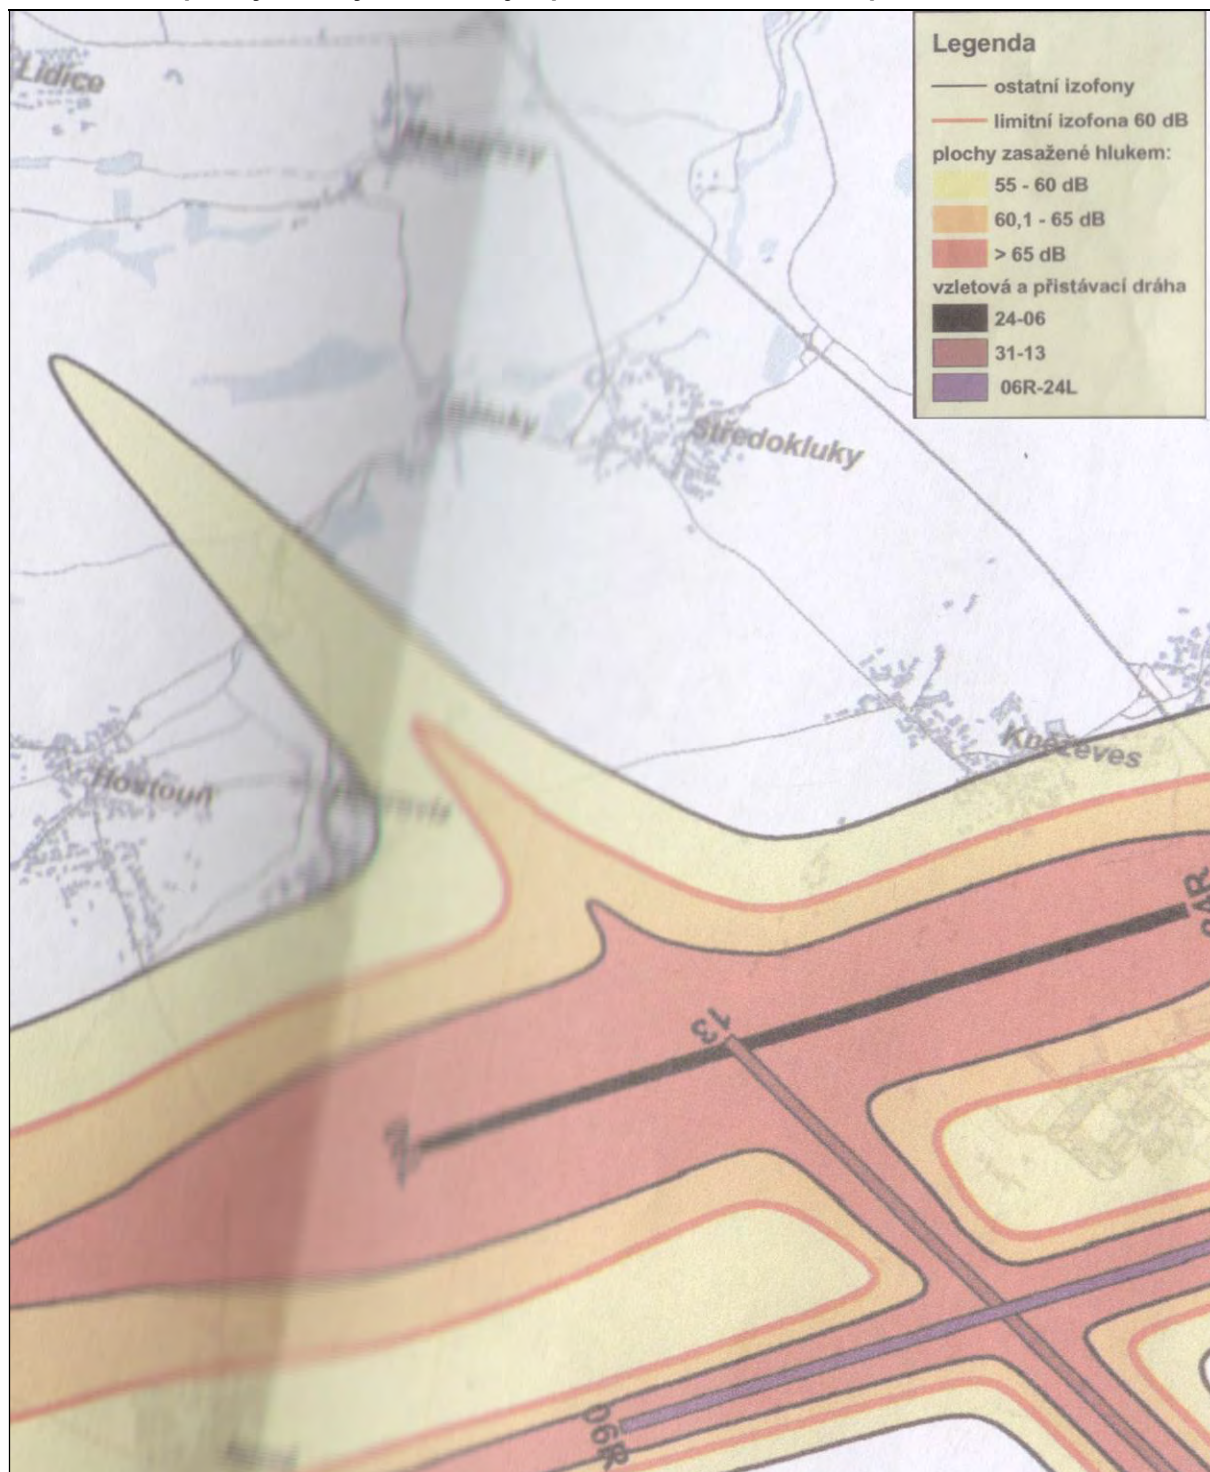 Legenda
ostatní izofony
limitní izofona 60 dB
plochy zasažené hlukem:
55 - 60 dB
60,1 - 65 dB
> 65 dB
vzletová a přistávací dráha
24-06
31-13
06R-24L
Lidice
Středokluky
Kněževes
Hostouň
13
06R